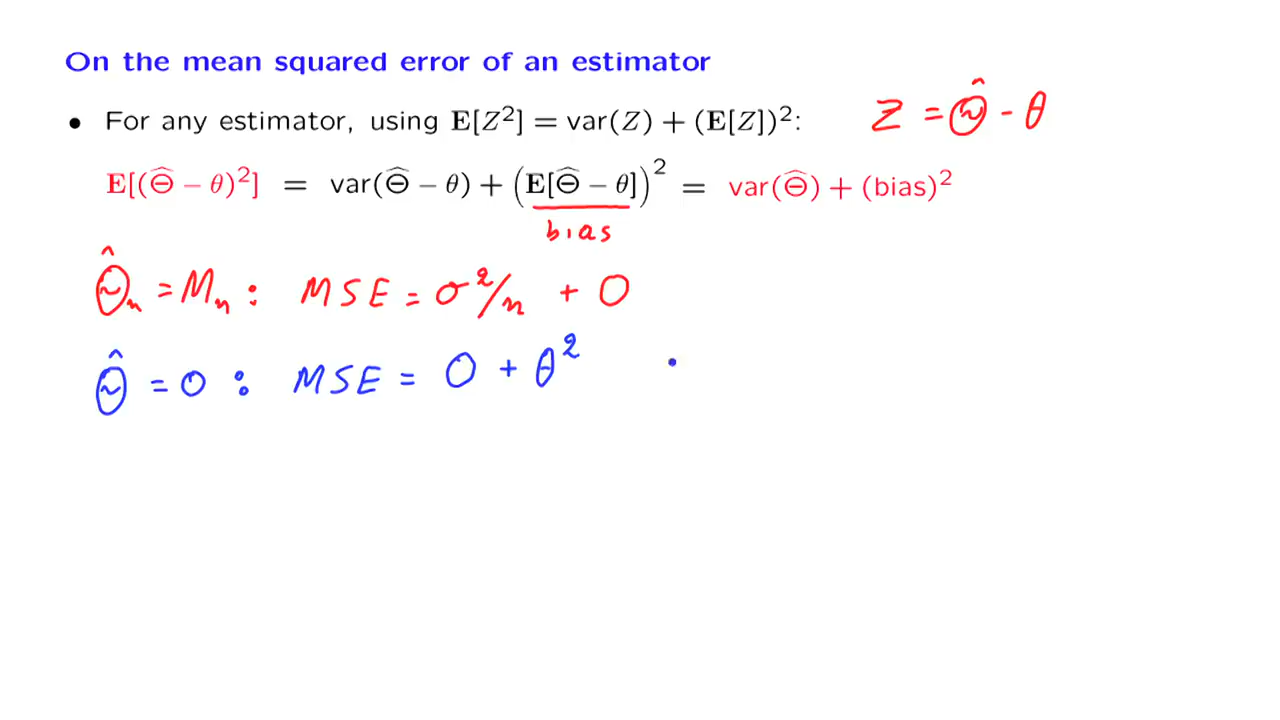 On the mean squared error of an estimator
• For any estimator, using E[Z²] = var(Z) + (E[Z])²:
Z = Θ̂ - θ
E[(Θ̂ − θ)²] = var(Θ̂ − θ) + (E[Θ̂ − θ])² = var(Θ̂) + (bias)²
bias
Θ̂ₙ = Mₙ : MSE = σ²/n + 0
Θ̂ = 0 : MSE = 0 + θ²